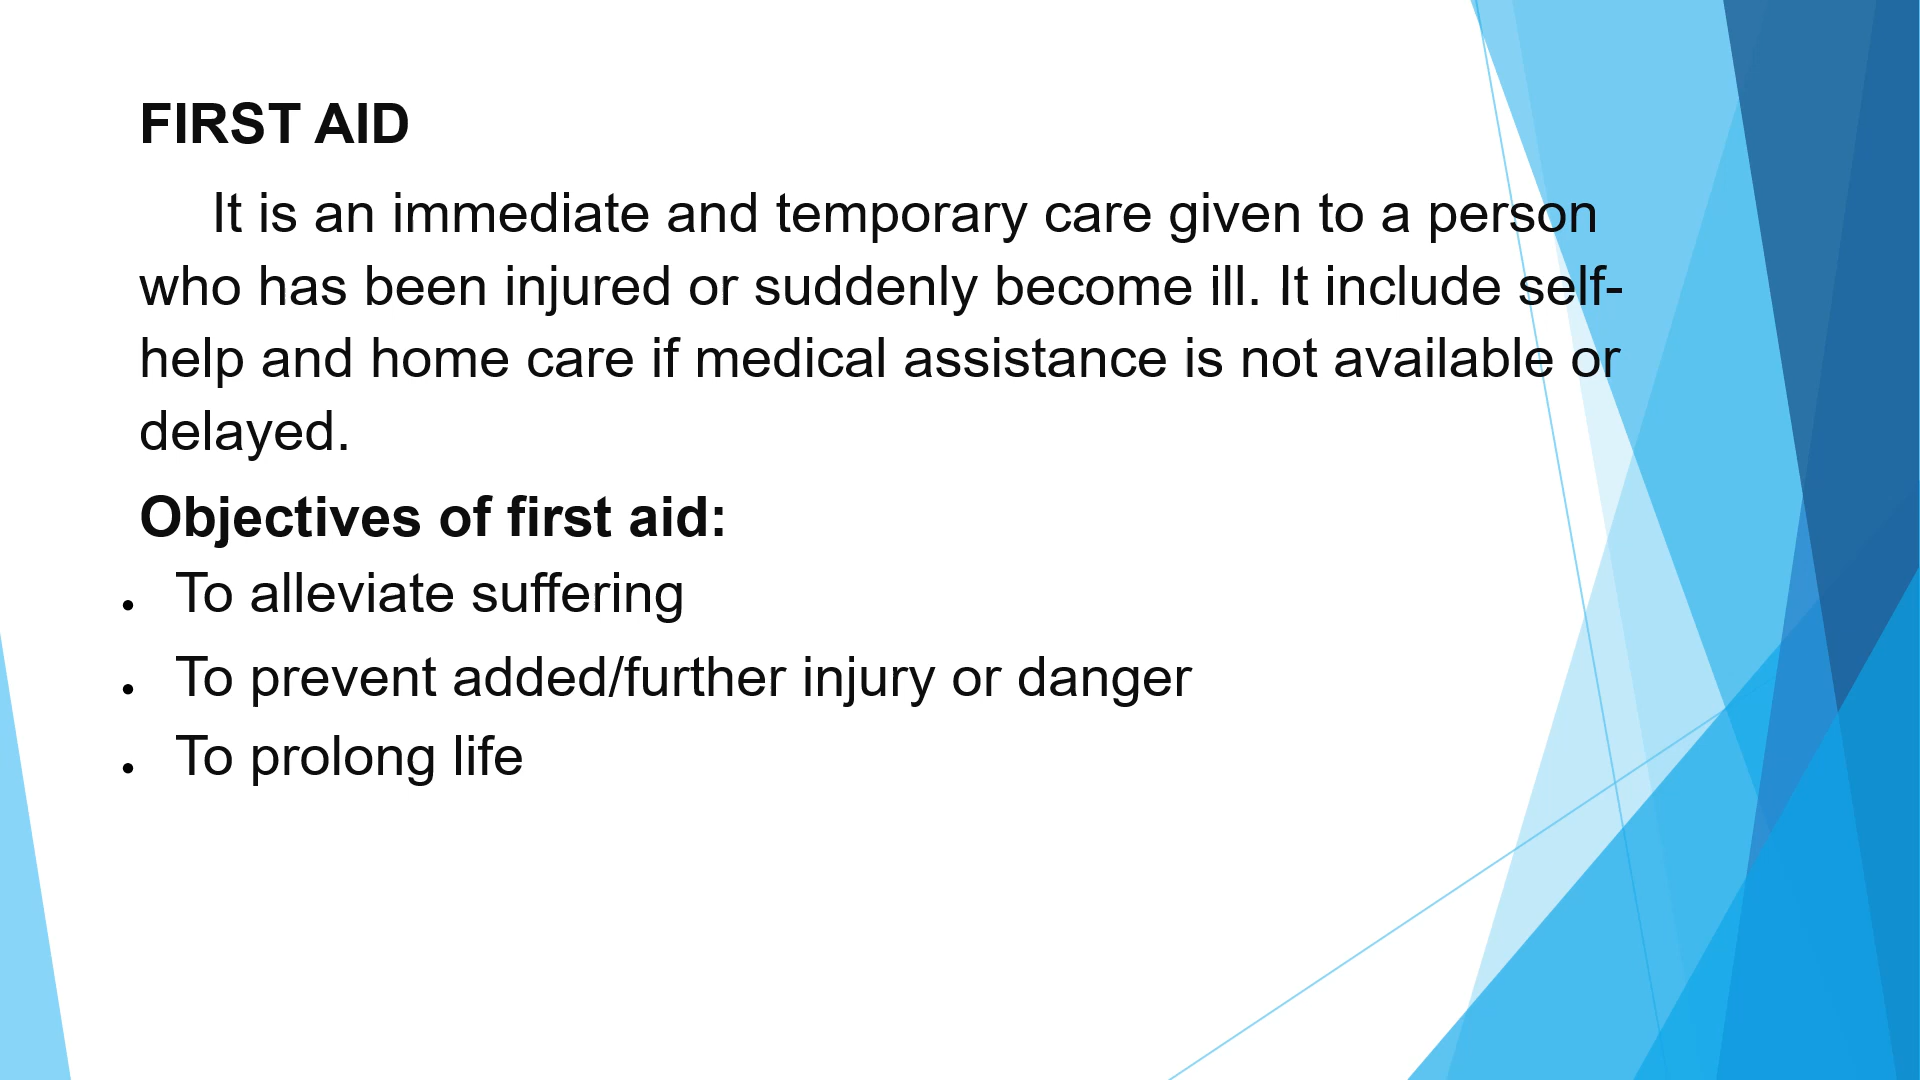 FIRST AID
It is an immediate and temporary care given to a person
who has been injured or suddenly become ill. It include self-
help and home care if medical assistance is not available or
delayed.
Objectives of first aid:
• To alleviate suffering
• To prevent added/further injury or danger
• To prolong life